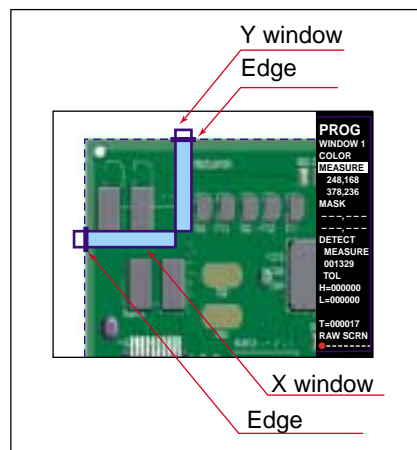 Y window
Edge
PROG
WINDOW 1
COLOR
MEASURE
248,168
378,236
MASK
– – – , – – –
– – – , – – –
DETECT
MEASURE
001329
TOL
H=000000
L=000000
T=000017
RAW SCRN
X window
Edge